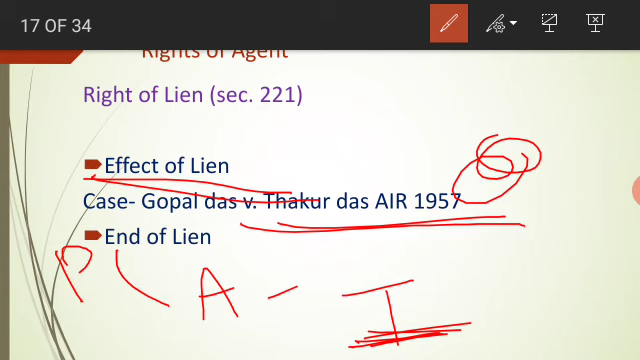 17 OF 34
Rights of Agent
Right of Lien (sec. 221)
Effect of Lien
Case- Gopal das v. Thakur das AIR 1957
End of Lien
P ( A - I